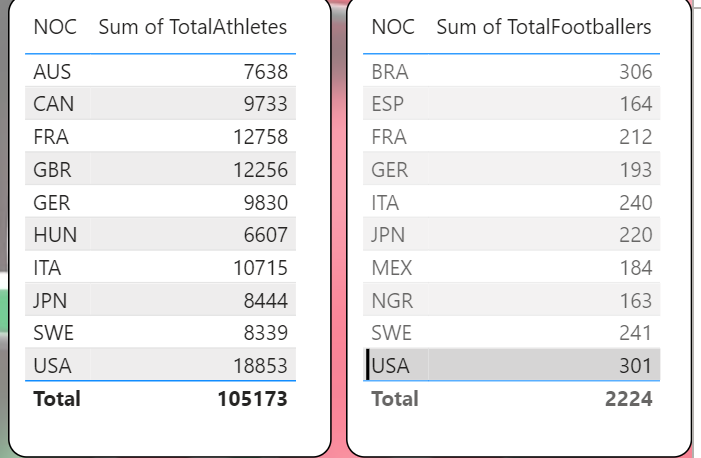 NOC Sum of TotalAthletes
AUS 7638
CAN 9733
FRA 12758
GBR 12256
GER 9830
HUN 6607
ITA 10715
JPN 8444
SWE 8339
USA 18853
Total 105173
NOC Sum of TotalFootballers
BRA 306
ESP 164
FRA 212
GER 193
ITA 240
JPN 220
MEX 184
NGR 163
SWE 241
USA 301
Total 2224